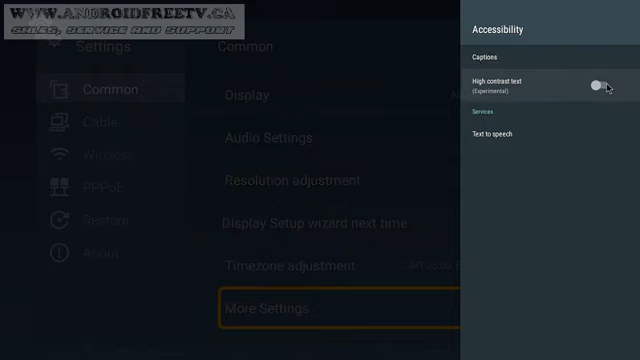 WWW.ANDROIDFREETV.CA
SALES, SERVICE AND SUPPORT
Settings
Common
Cable
Wireless
PPPoE
Restore
About
Common
Display
Audio Settings
Resolution adjustment
Display Setup wizard next time
Timezone adjustment
More Settings
Accessibility
Captions
High contrast text
(Experimental)
Services
Text to speech